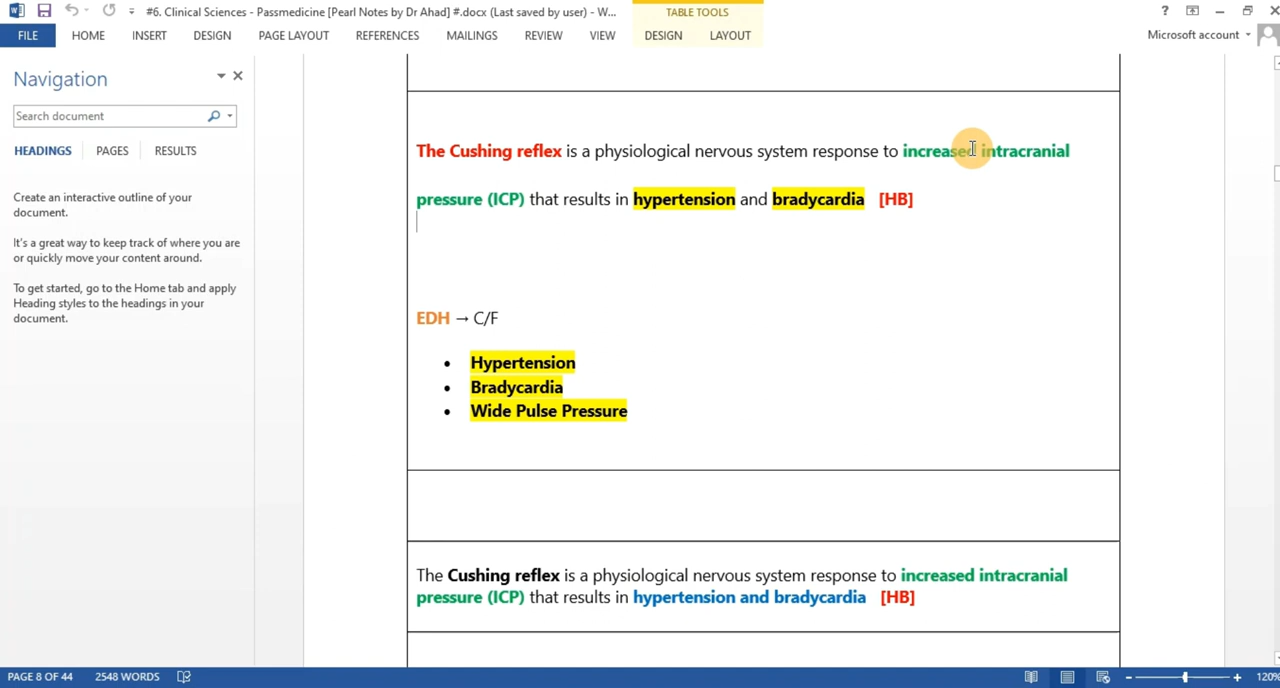 #6. Clinical Sciences - Passmedicine [Pearl Notes by Dr Ahad] #.docx (Last saved by user) - W...
TABLE TOOLS
?
FILE HOME INSERT DESIGN PAGE LAYOUT REFERENCES MAILINGS REVIEW VIEW DESIGN LAYOUT
Microsoft account
Navigation
Search document
HEADINGS PAGES RESULTS
Create an interactive outline of your
document.
It's a great way to keep track of where you are
or quickly move your content around.
To get started, go to the Home tab and apply
Heading styles to the headings in your
document.
The Cushing reflex is a physiological nervous system response to increased intracranial
pressure (ICP) that results in hypertension and bradycardia [HB]
EDH → C/F
• Hypertension
• Bradycardia
• Wide Pulse Pressure
The Cushing reflex is a physiological nervous system response to increased intracranial
pressure (ICP) that results in hypertension and bradycardia [HB]
PAGE 8 OF 44 2548 WORDS
120%